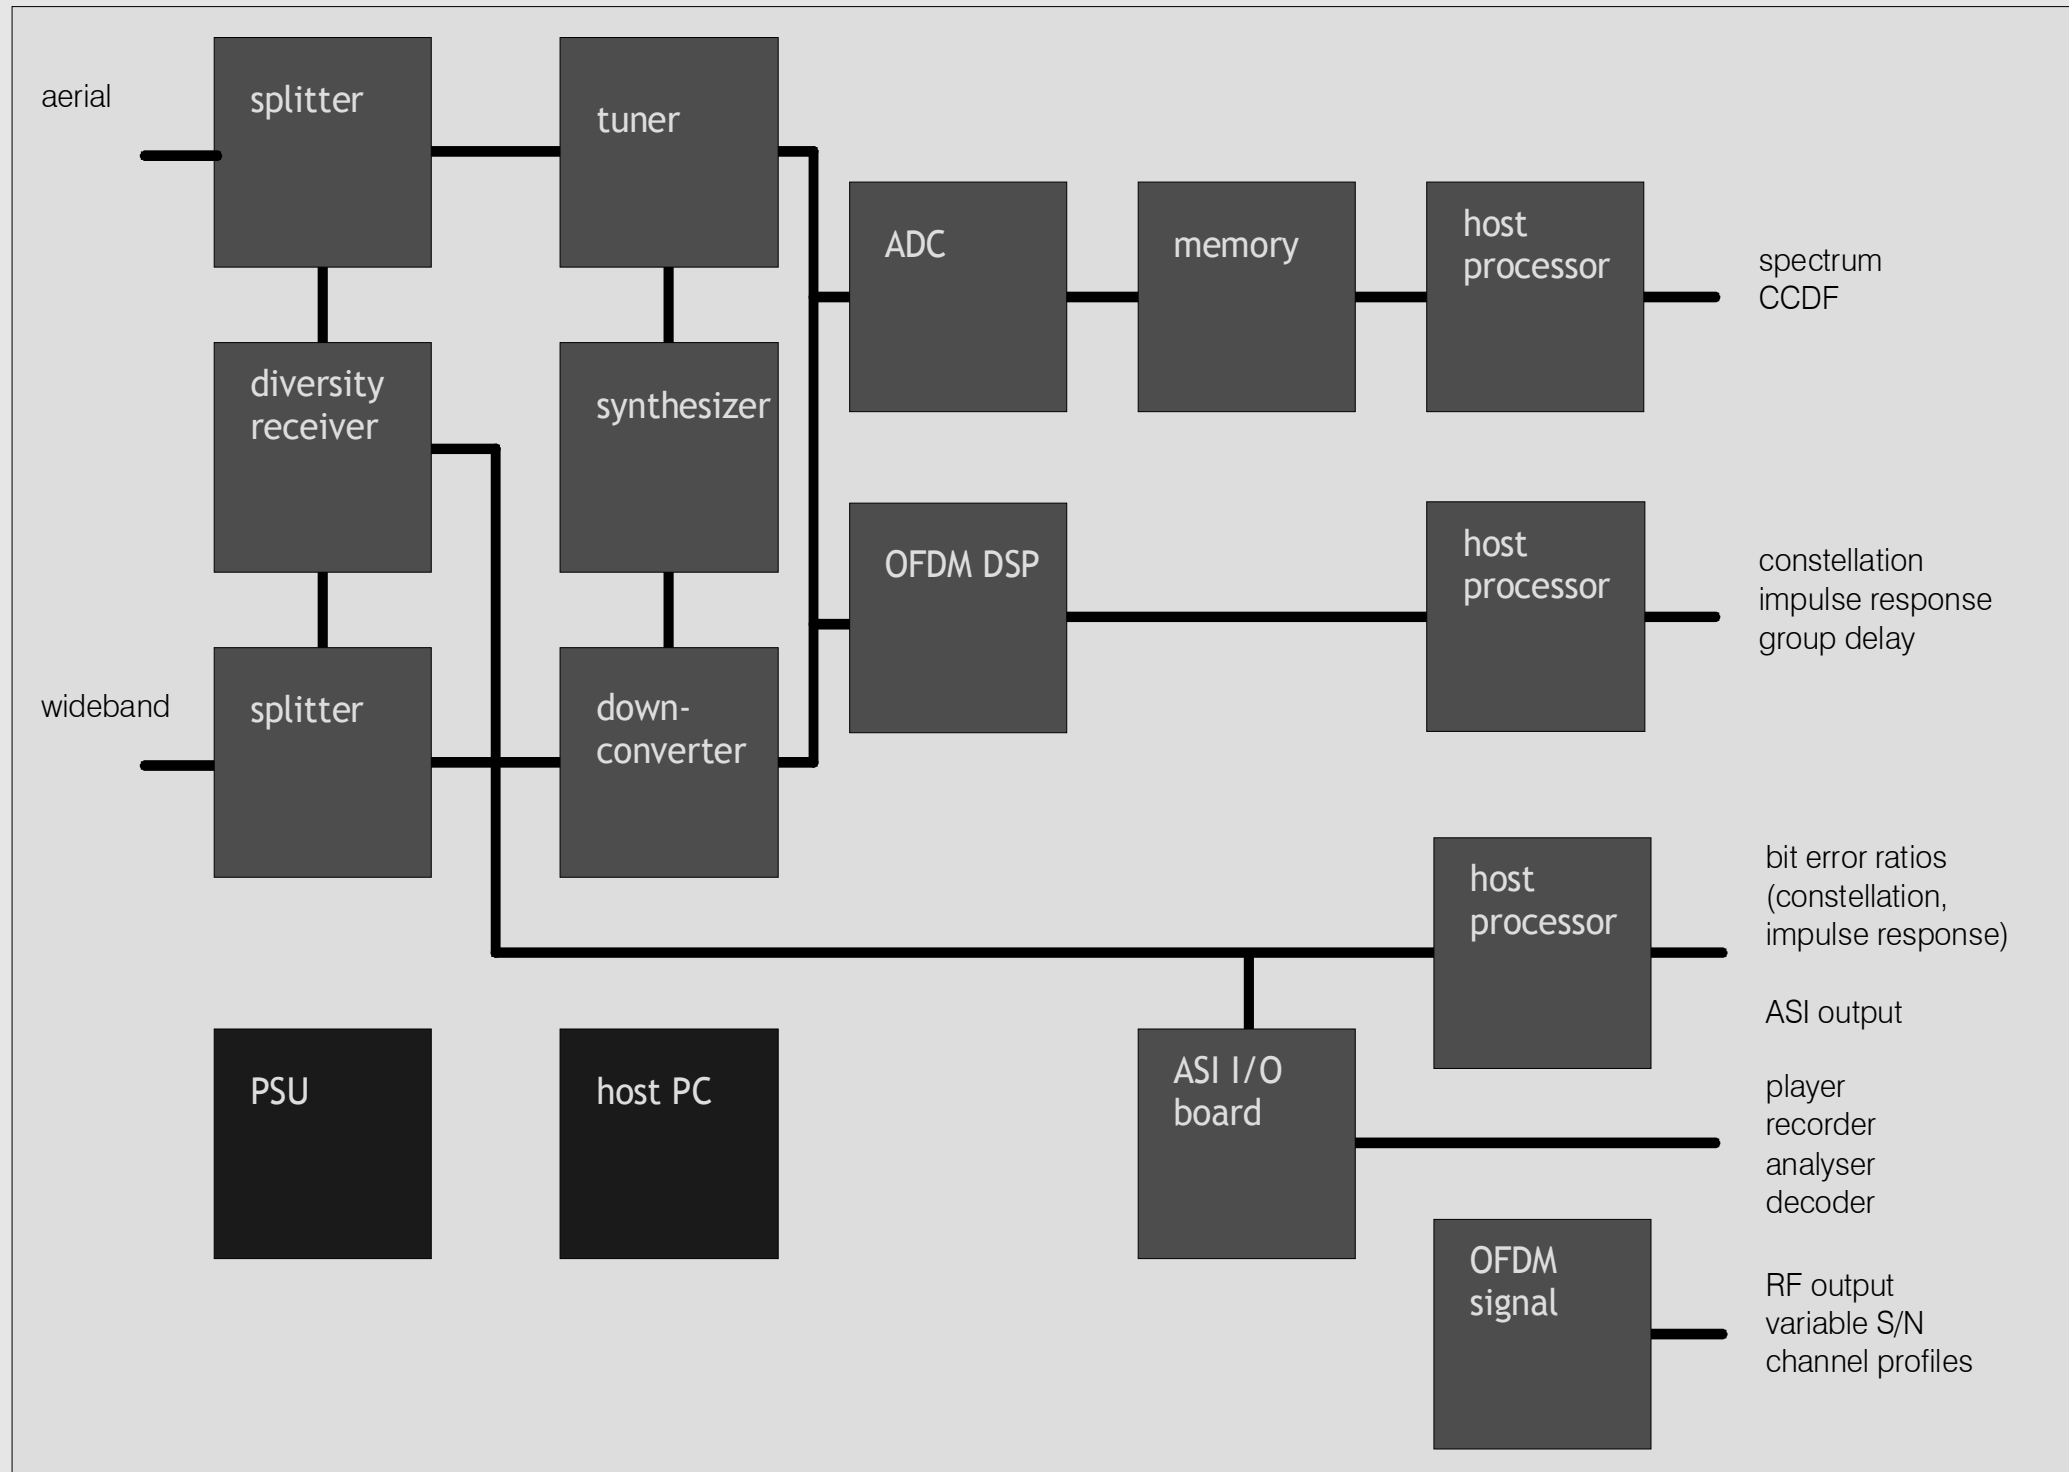 aerial
splitter
tuner
ADC
memory
host
processor
spectrum
CCDF
diversity
receiver
synthesizer
OFDM DSP
host
processor
constellation
impulse response
group delay
wideband
splitter
down-
converter
host
processor
bit error ratios
(constellation,
impulse response)
ASI output
PSU
host PC
ASI I/O
board
player
recorder
analyser
decoder
OFDM
signal
RF output
variable S/N
channel profiles